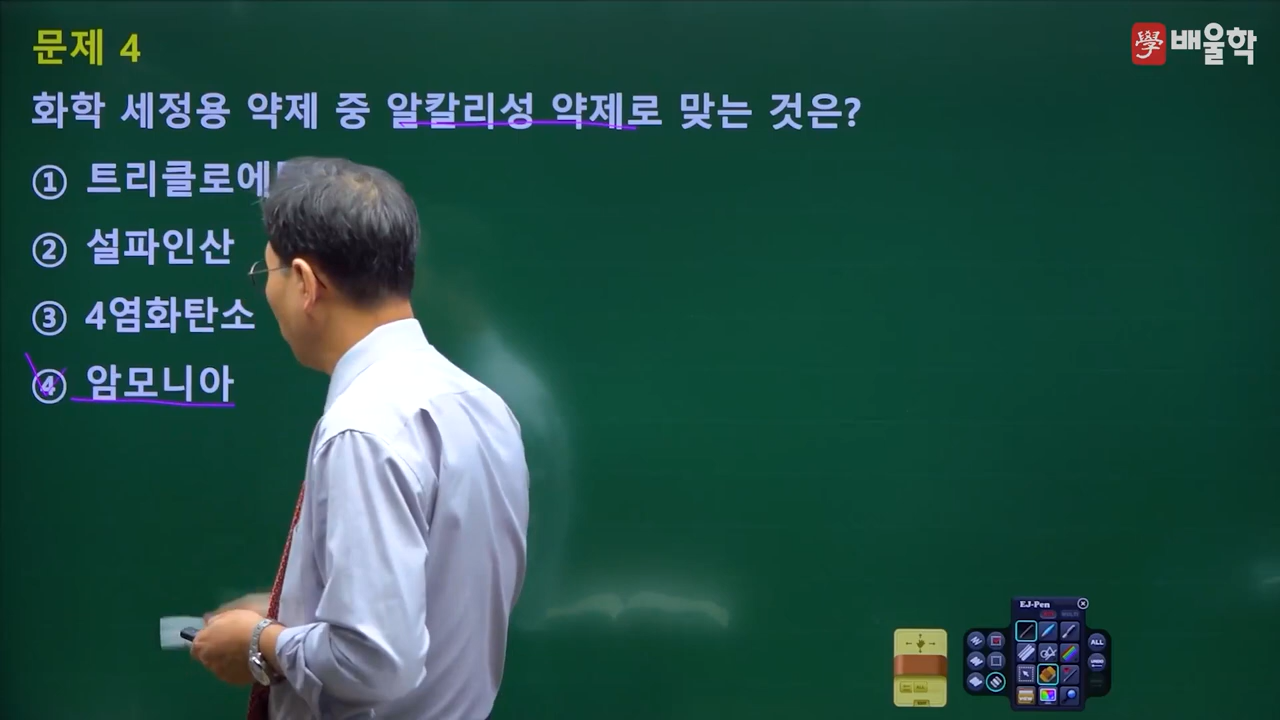 문제 4
學 배울학
화학 세정용 약제 중 알칼리성 약제로 맞는 것은?
① 트리클로에
② 설파인산
③ 4염화탄소
④ 암모니아
EJ-Pen
ALL